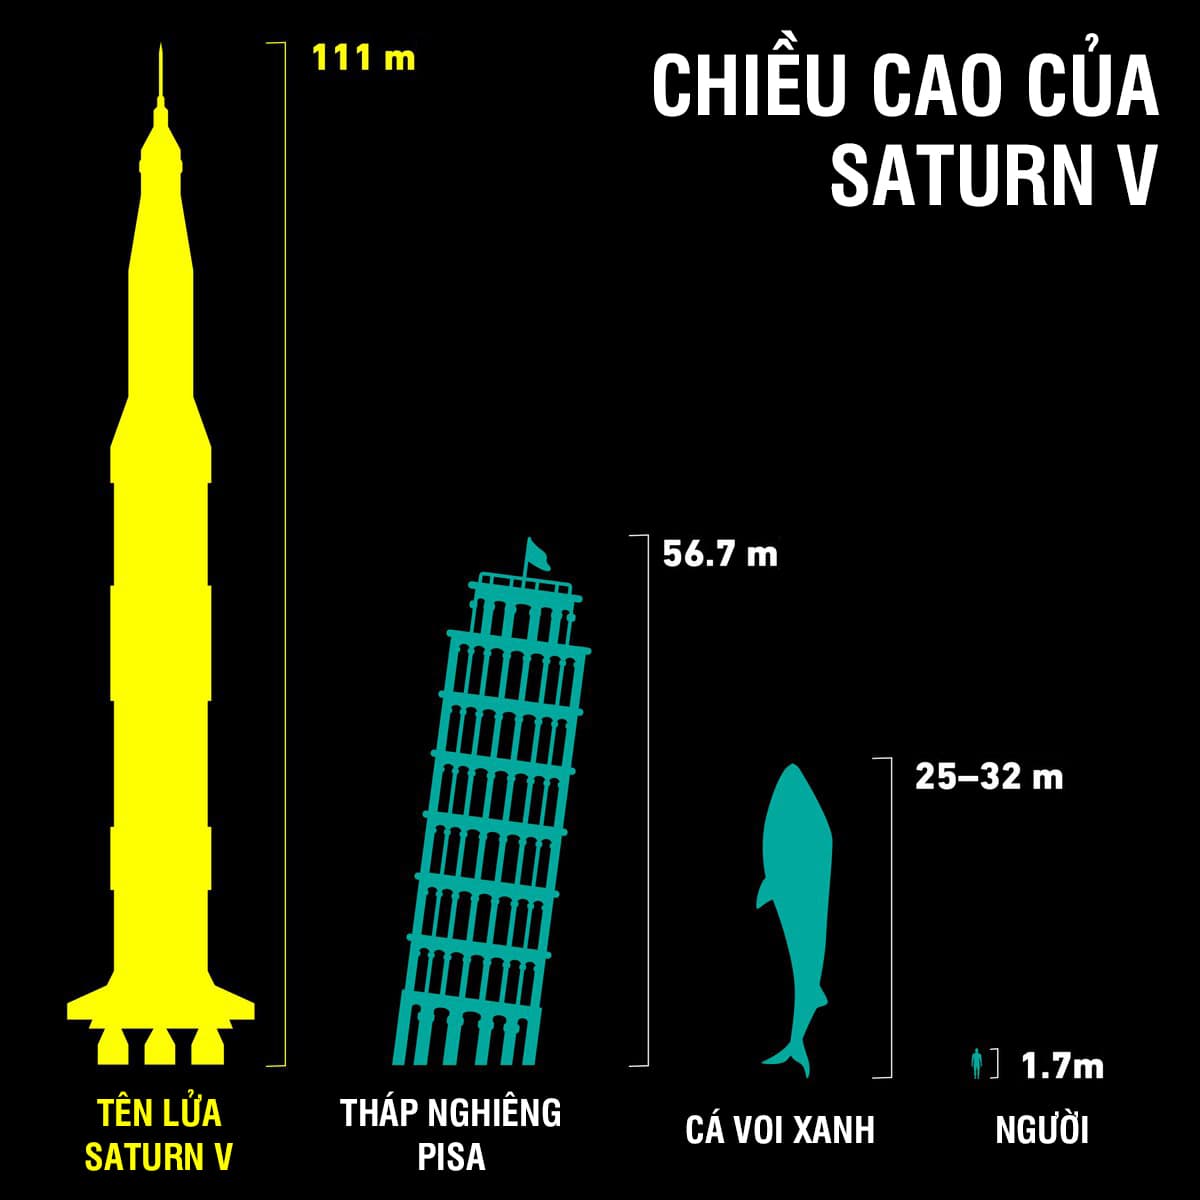 CHIỀU CAO CỦA
SATURN V
111 m
56.7 m
25–32 m
1.7m
TÊN LỬA
SATURN V
THÁP NGHIÊNG
PISA
CÁ VOI XANH
NGƯỜI